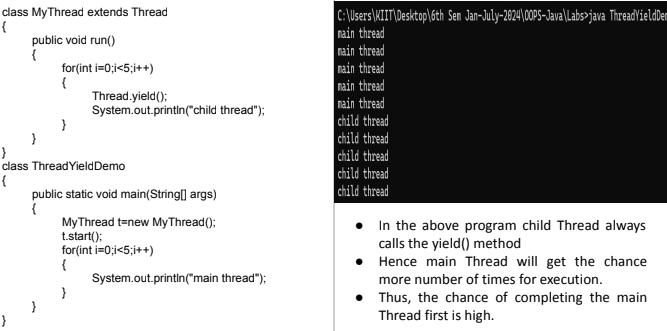 class MyThread extends Thread
{
public void run()
{
for(int i=0;i<5;i++)
{
Thread.yield();
System.out.println("child thread");
}
}
}
class ThreadYieldDemo
{
public static void main(String[] args)
{
MyThread t=new MyThread();
t.start();
for(int i=0;i<5;i++)
{
System.out.println("main thread");
}
}
}
C:\Users\KIIT\Desktop\6th Sem Jan-July-2024\OOPS-Java\Labs>java ThreadYieldDem
main thread
main thread
main thread
main thread
main thread
child thread
child thread
child thread
child thread
child thread
● In the above program child Thread always
calls the yield() method
● Hence main Thread will get the chance
more number of times for execution.
● Thus, the chance of completing the main
Thread first is high.